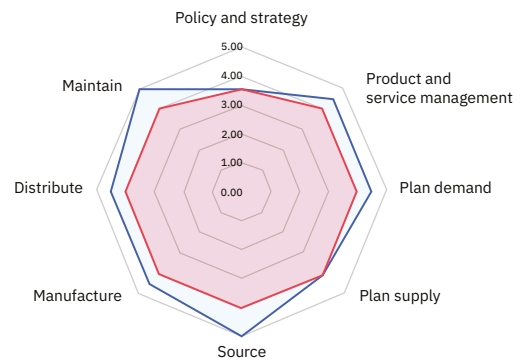 Policy and strategy
5.00
4.00
3.00
2.00
1.00
0.00
Product and
service management
Plan demand
Plan supply
Source
Manufacture
Distribute
Maintain